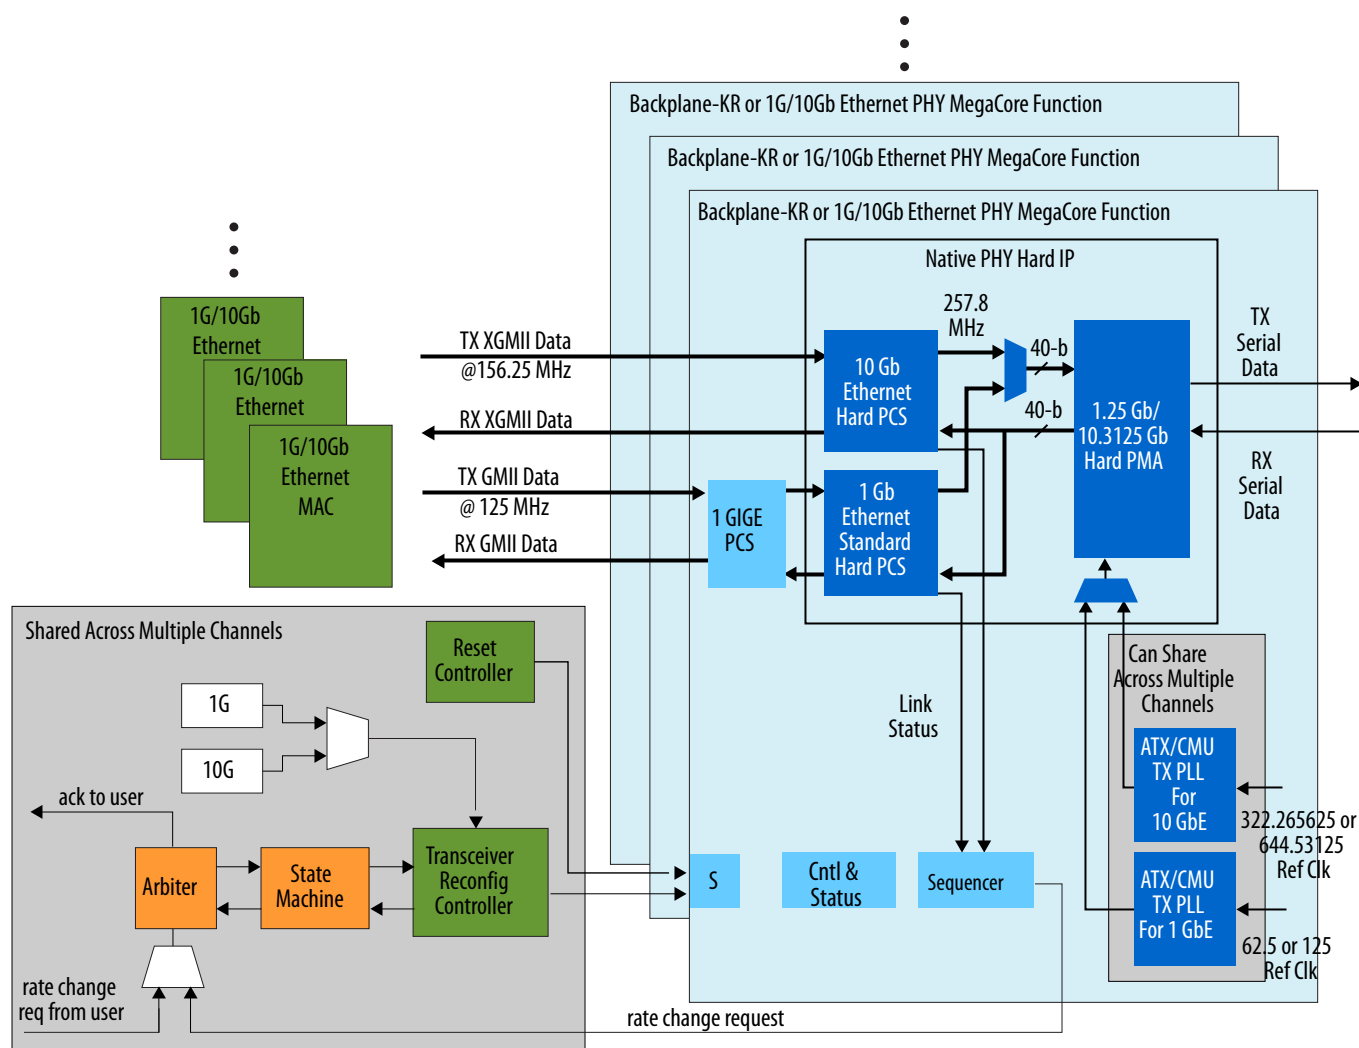 Backplane-KR or 1G/10Gb Ethernet PHY MegaCore Function
Backplane-KR or 1G/10Gb Ethernet PHY MegaCore Function
Backplane-KR or 1G/10Gb Ethernet PHY MegaCore Function
Native PHY Hard IP
1G/10Gb
Ethernet
1G/10Gb
Ethernet
1G/10Gb
Ethernet
MAC
TX XGMII Data
@156.25 MHz
RX XGMII Data
TX GMII Data
@ 125 MHz
RX GMII Data
1 GIGE
PCS
10 Gb
Ethernet
Hard PCS
1 Gb
Ethernet
Standard
Hard PCS
257.8
MHz
40-b
40-b
1.25 Gb/
10.3125 Gb
Hard PMA
TX
Serial
Data
RX
Serial
Data
Shared Across Multiple Channels
Reset
Controller
1G
10G
ack to user
Arbiter
State
Machine
Transceiver
Reconfig
Controller
rate change
req from user
rate change request
S
Cntl &
Status
Sequencer
Link
Status
Can Share
Across Multiple
Channels
ATX/CMU
TX PLL
For
10 GbE
322.265625 or
644.53125
Ref Clk
ATX/CMU
TX PLL
For 1 GbE
62.5 or 125
Ref Clk